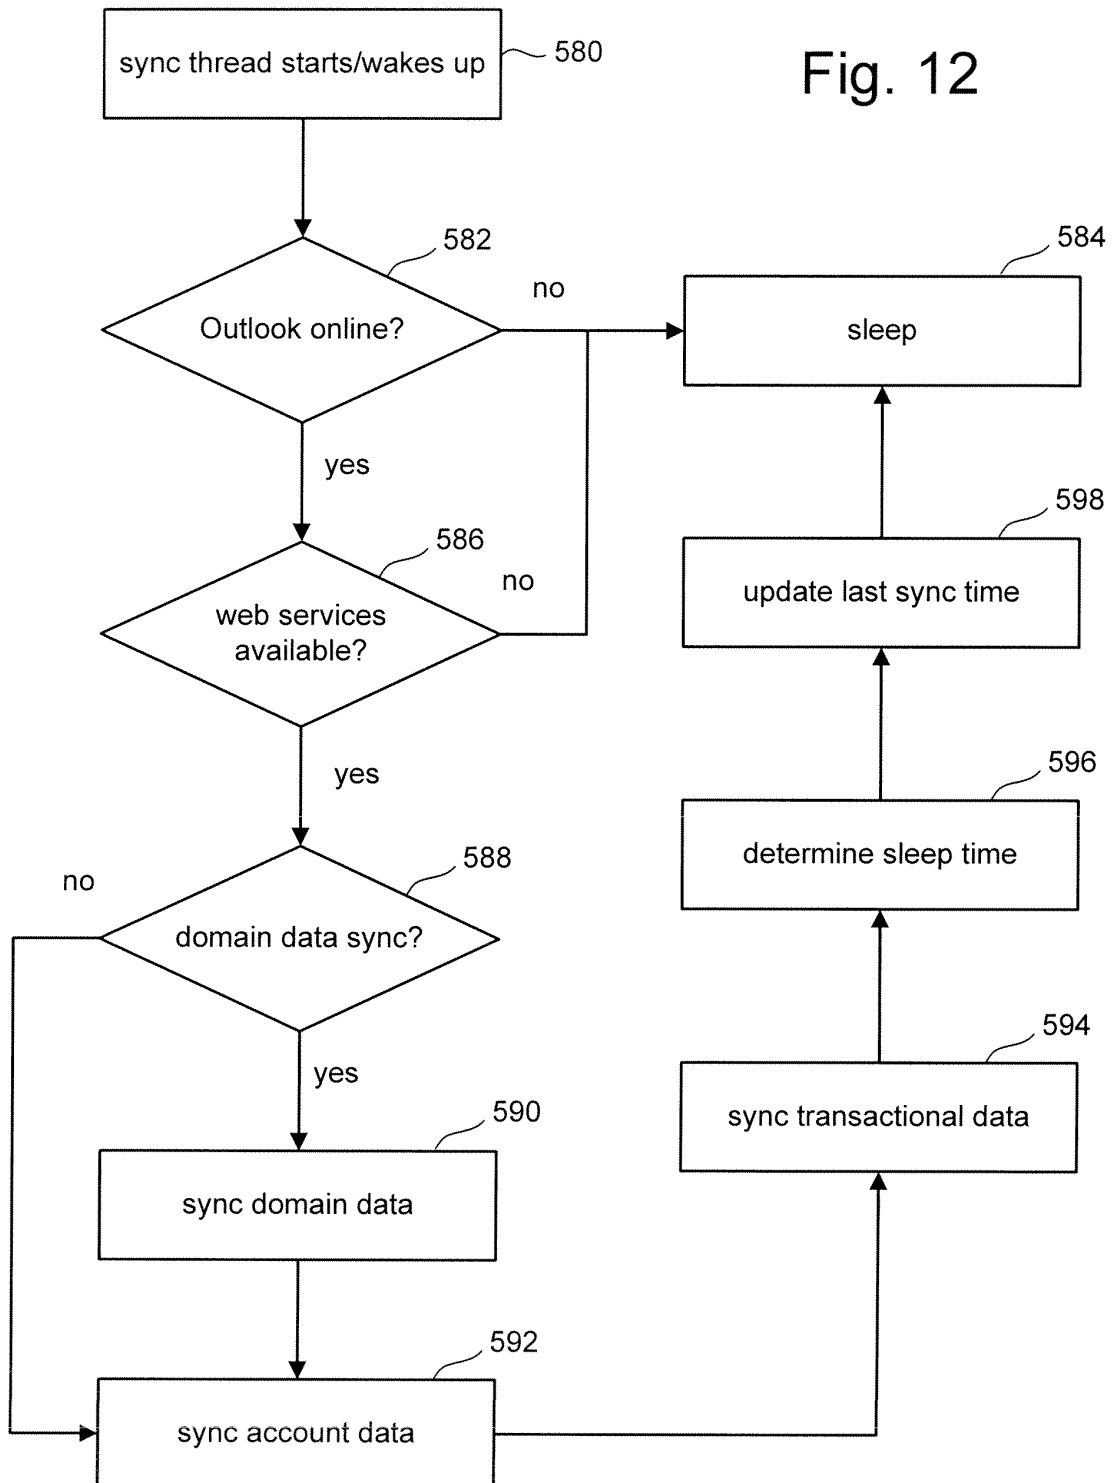 sync thread starts/wakes up
580
Fig. 12
582
Outlook online?
no
584
sleep
yes
586
web services
available?
no
598
update last sync time
yes
596
determine sleep time
588
no
domain data sync?
yes
594
sync transactional data
590
sync domain data
592
sync account data